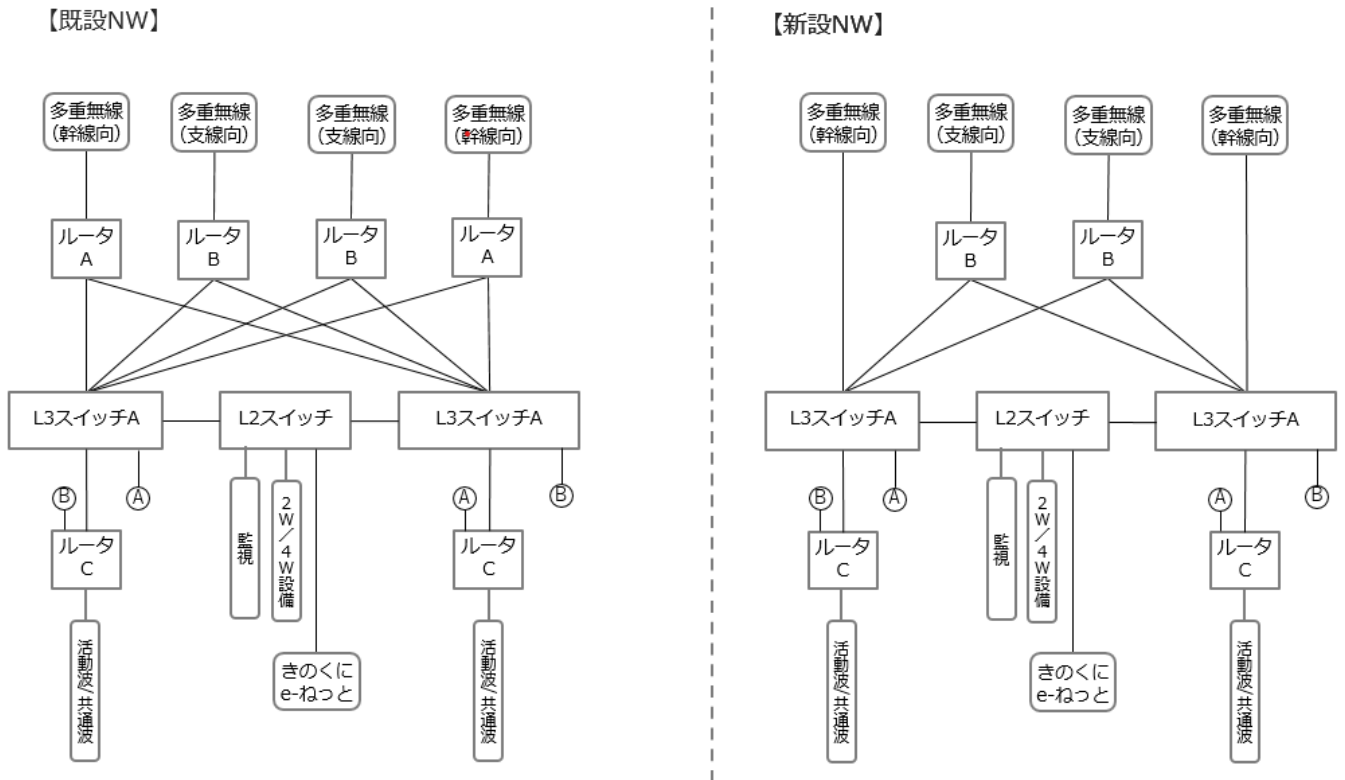 【既設NW】
【新設NW】
多重無線
(幹線向)
多重無線
(支線向)
多重無線
(支線向)
多重無線
(幹線向)
多重無線
(幹線向)
多重無線
(支線向)
多重無線
(支線向)
多重無線
(幹線向)
ルータ
A
ルータ
B
ルータ
B
ルータ
A
ルータ
B
ルータ
B
L3スイッチA
L2スイッチ
L3スイッチA
L3スイッチA
L2スイッチ
L3スイッチA
B
A
A
B
B
A
A
B
ルータ
C
監視
2W/4W設備
ルータ
C
ルータ
C
監視
2W/4W設備
ルータ
C
活動波/共通波
きのくに
e-ねっと
活動波/共通波
活動波/共通波
きのくに
e-ねっと
活動波/共通波